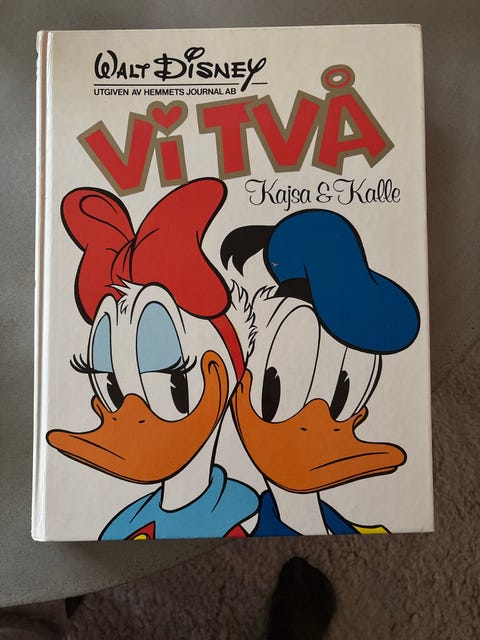 WALT DISNEY
UTGIVEN AV HEMMETS JOURNAL AB
Vi TVÅ
Kajsa & Kalle